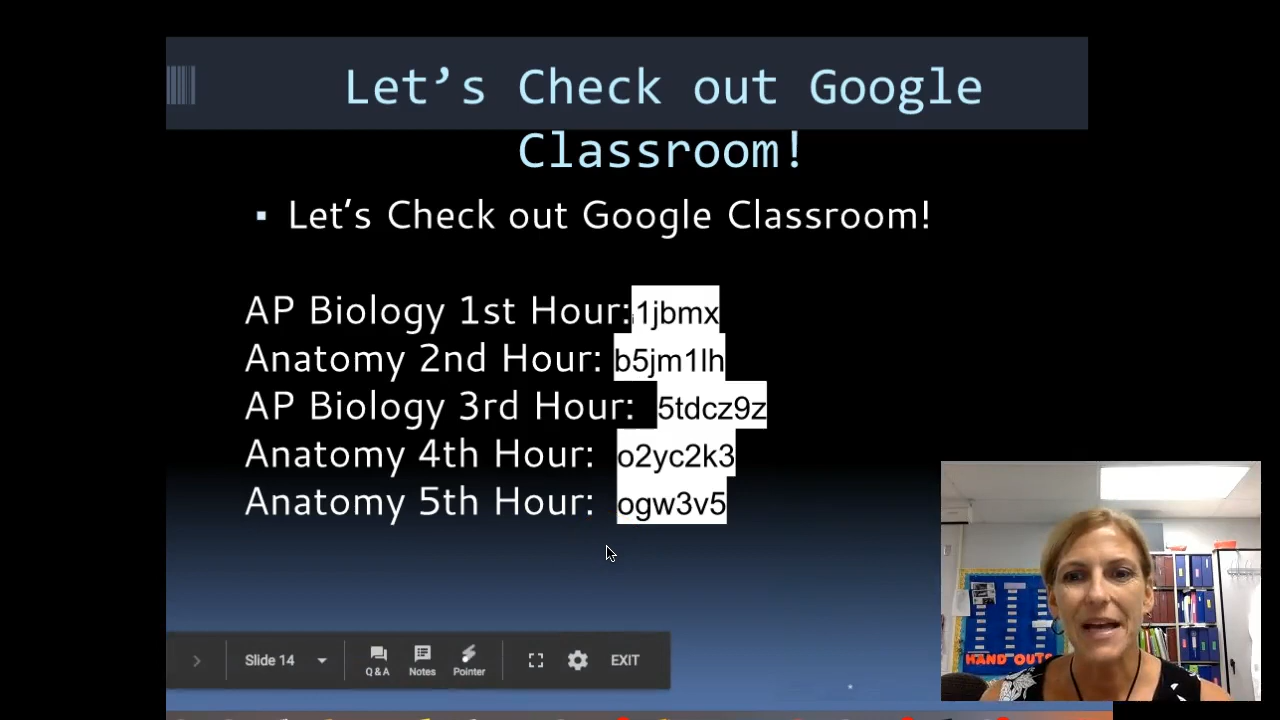 Let’s Check out Google
Classroom!
Let’s Check out Google Classroom!
AP Biology 1st Hour: 1jbmx
Anatomy 2nd Hour: b5jm1lh
AP Biology 3rd Hour: 5tdcz9z
Anatomy 4th Hour: o2yc2k3
Anatomy 5th Hour: ogw3v5
Slide 14
Q & A
Notes
Pointer
EXIT
HAND OUTS